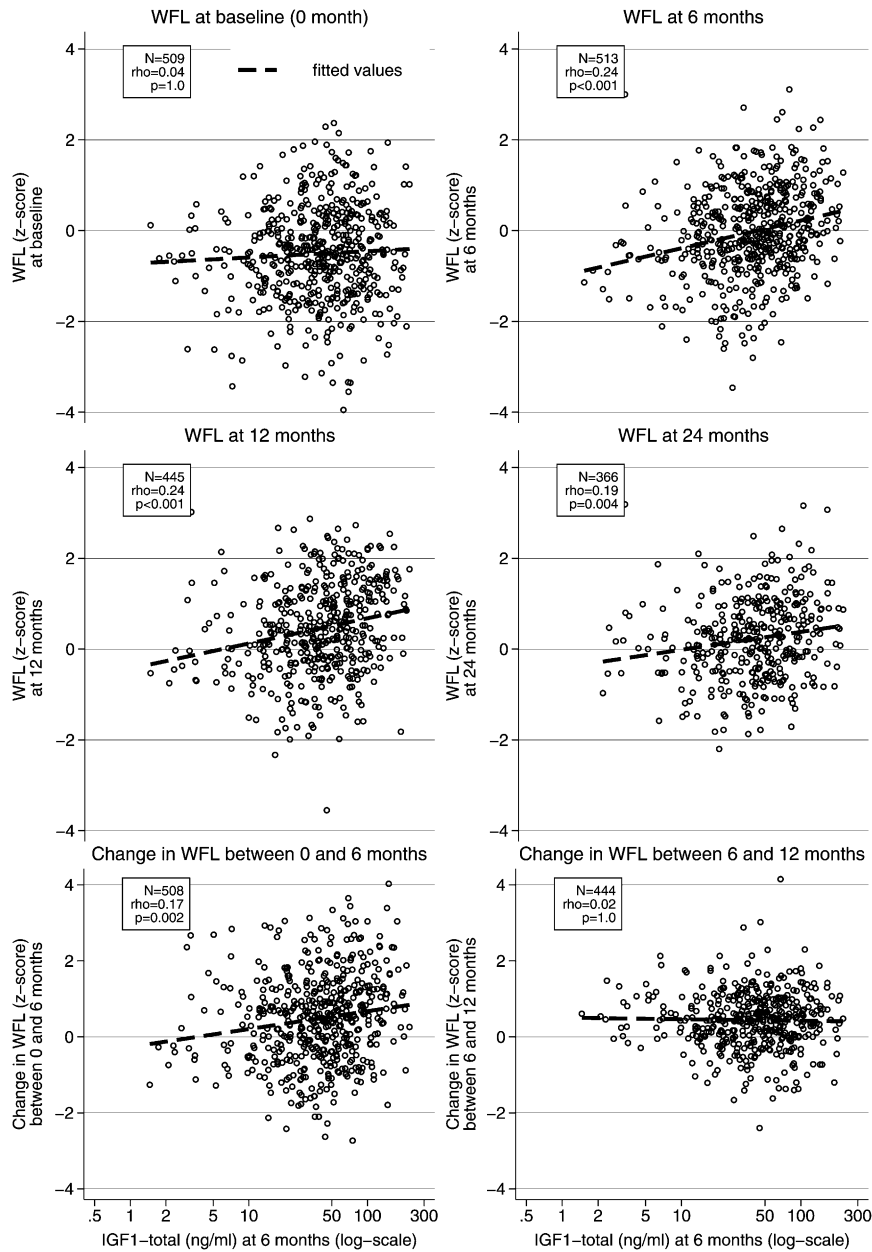 WFL at baseline (0 month)
N=509
rho=0.04
p=1.0
fitted values
4
2
0
−2
−4
WFL (z−score)
at baseline
WFL at 6 months
N=513
rho=0.24
p<0.001
4
2
0
−2
−4
WFL (z−score)
at 6 months
WFL at 12 months
N=445
rho=0.24
p<0.001
4
2
0
−2
−4
WFL (z−score)
at 12 months
WFL at 24 months
N=366
rho=0.19
p=0.004
4
2
0
−2
−4
WFL (z−score)
at 24 months
Change in WFL between 0 and 6 months
N=508
rho=0.17
p=0.002
4
2
0
−2
−4
Change in WFL (z−score)
between 0 and 6 months
.5 1 2 5 10 50 100 300
IGF1−total (ng/ml) at 6 months (log−scale)
Change in WFL between 6 and 12 months
N=444
rho=0.02
p=1.0
4
2
0
−2
−4
Change in WFL (z−score)
between 6 and 12 months
.5 1 2 5 10 50 100 300
IGF1−total (ng/ml) at 6 months (log−scale)